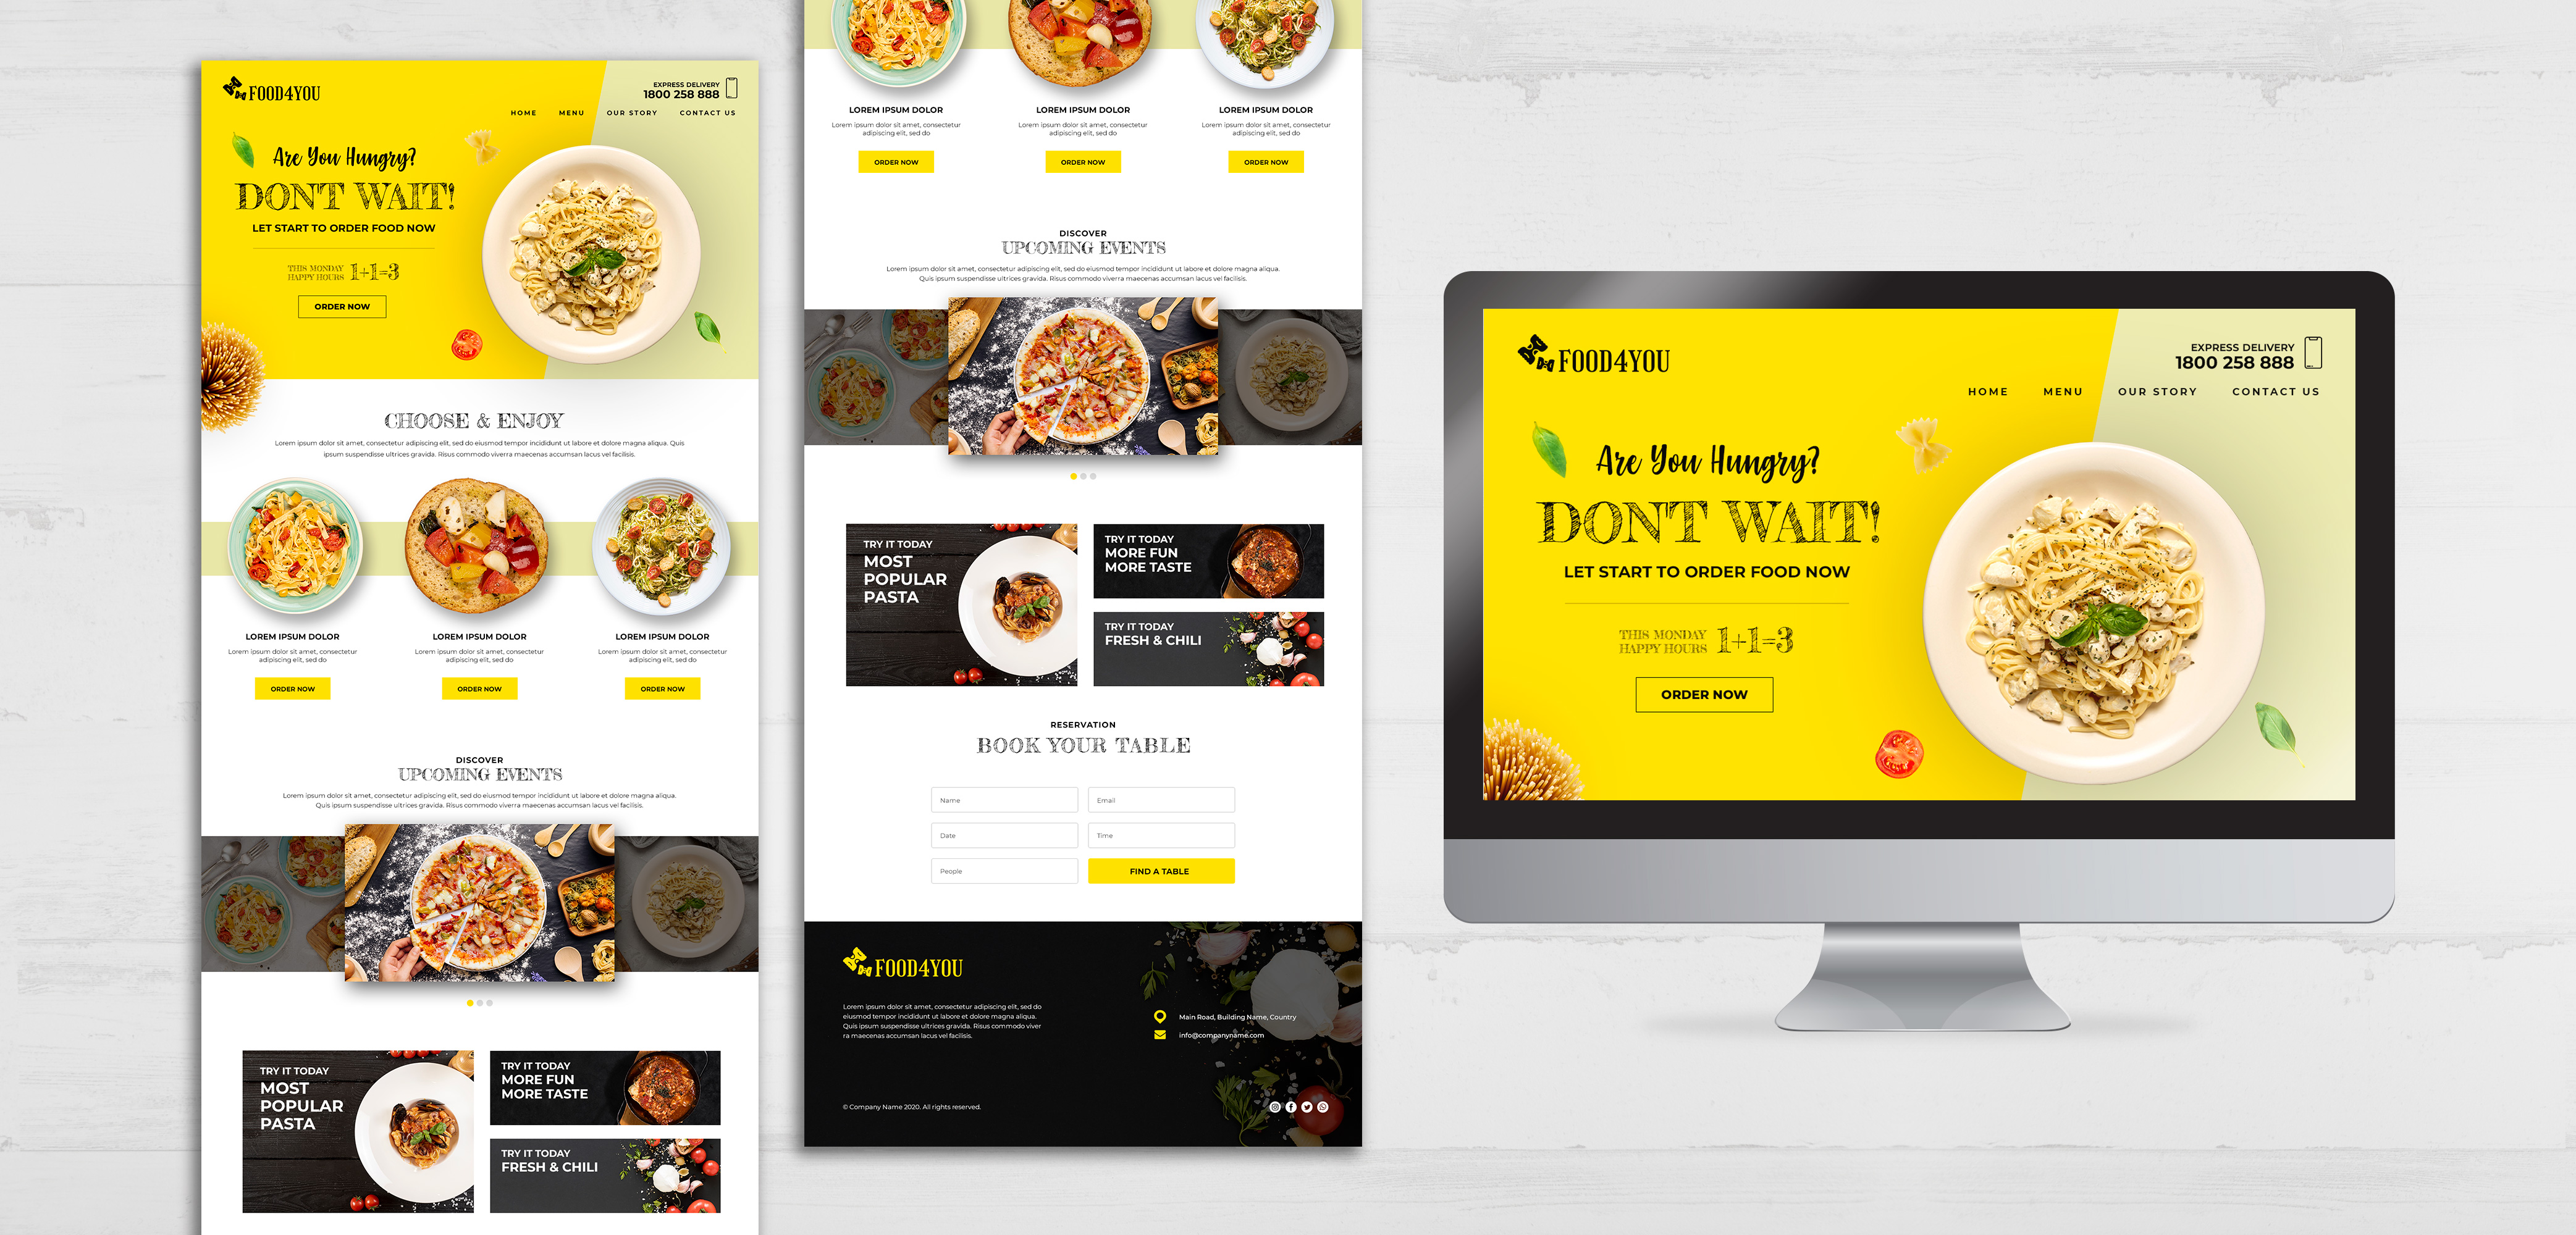 FOOD4YOU
EXPRESS DELIVERY
1800 258 888
HOME MENU OUR STORY CONTACT US
Are You Hungry?
DON'T WAIT!
LET START TO ORDER FOOD NOW
THIS MONDAY
HAPPY HOURS 1+1=3
ORDER NOW
CHOOSE & ENJOY
Lorem ipsum dolor sit amet, consectetur adipiscing elit, sed do eiusmod tempor incididunt ut labore et dolore magna aliqua. Quis
ipsum suspendisse ultrices gravida. Risus commodo viverra maecenas accumsan lacus vel facilisis.
LOREM IPSUM DOLOR
Lorem ipsum dolor sit amet, consectetur
adipiscing elit, sed do
ORDER NOW
LOREM IPSUM DOLOR
Lorem ipsum dolor sit amet, consectetur
adipiscing elit, sed do
ORDER NOW
LOREM IPSUM DOLOR
Lorem ipsum dolor sit amet, consectetur
adipiscing elit, sed do
ORDER NOW
DISCOVER
UPCOMING EVENTS
Lorem ipsum dolor sit amet, consectetur adipiscing elit, sed do eiusmod tempor incididunt ut labore et dolore magna aliqua.
Quis ipsum suspendisse ultrices gravida. Risus commodo viverra maecenas accumsan lacus vel facilisis.
TRY IT TODAY
MOST
POPULAR
PASTA
TRY IT TODAY
MORE FUN
MORE TASTE
TRY IT TODAY
FRESH & CHILI
LOREM IPSUM DOLOR
Lorem ipsum dolor sit amet, consectetur
adipiscing elit, sed do
ORDER NOW
LOREM IPSUM DOLOR
Lorem ipsum dolor sit amet, consectetur
adipiscing elit, sed do
ORDER NOW
LOREM IPSUM DOLOR
Lorem ipsum dolor sit amet, consectetur
adipiscing elit, sed do
ORDER NOW
DISCOVER
UPCOMING EVENTS
Lorem ipsum dolor sit amet, consectetur adipiscing elit, sed do eiusmod tempor incididunt ut labore et dolore magna aliqua.
Quis ipsum suspendisse ultrices gravida. Risus commodo viverra maecenas accumsan lacus vel facilisis.
TRY IT TODAY
MOST
POPULAR
PASTA
TRY IT TODAY
MORE FUN
MORE TASTE
TRY IT TODAY
FRESH & CHILI
RESERVATION
BOOK YOUR TABLE
Name Email
Date Time
People FIND A TABLE
FOOD4YOU
Lorem ipsum dolor sit amet, consectetur adipiscing elit, sed do
eiusmod tempor incididunt ut labore et dolore magna aliqua.
Quis ipsum suspendisse ultrices gravida. Risus commodo viver
ra maecenas accumsan lacus vel facilisis.
Main Road, Building Name, Country
info@companyname.com
© Company Name 2020. All rights reserved.
FOOD4YOU
EXPRESS DELIVERY
1800 258 888
HOME MENU OUR STORY CONTACT US
Are You Hungry?
DON'T WAIT!
LET START TO ORDER FOOD NOW
THIS MONDAY
HAPPY HOURS 1+1=3
ORDER NOW